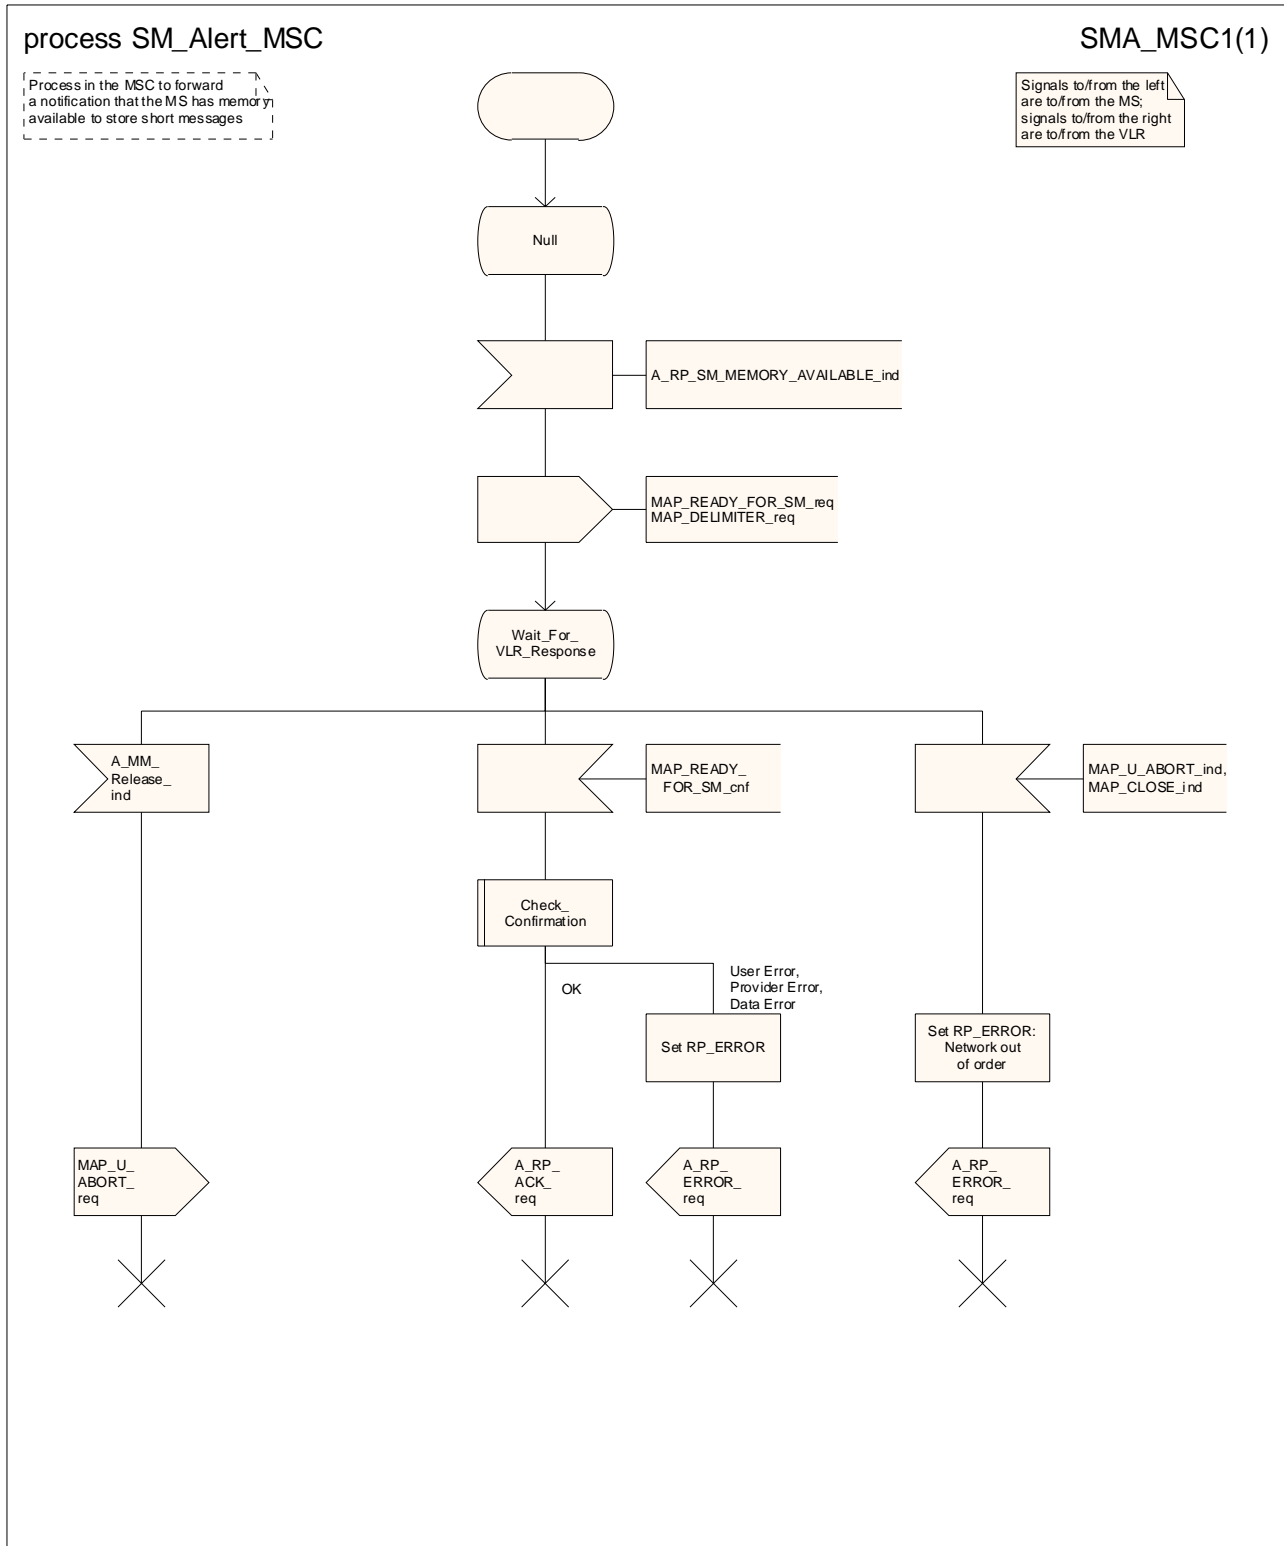 process SM_Alert_MSC
SMA_MSC1(1)
Process in the MSC to forward
a notification that the MS has memory
available to store short messages
Signals to/from the left
are to/from the MS;
signals to/from the right
are to/from the VLR
Null
A_RP_SM_MEMORY_AVAILABLE_ind
MAP_READY_FOR_SM_req
MAP_DELIMITER_req
Wait_For_
VLR_Response
A_MM_
Release_
ind
MAP_READY_
FOR_SM_cnf
MAP_U_ABORT_ind,
MAP_CLOSE_ind
Check_
Confirmation
OK
User Error,
Provider Error,
Data Error
Set RP_ERROR
Set RP_ERROR:
Network out
of order
MAP_U_
ABORT_
req
A_RP_
ACK_
req
A_RP_
ERROR_
req
A_RP_
ERROR_
req